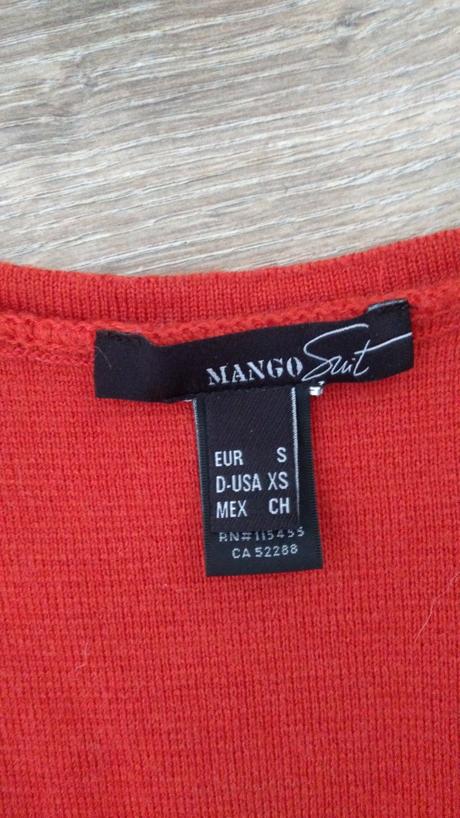 MANGO Suit
EUR S
D-USA XS
MEX CH
RN#115455
CA 52288